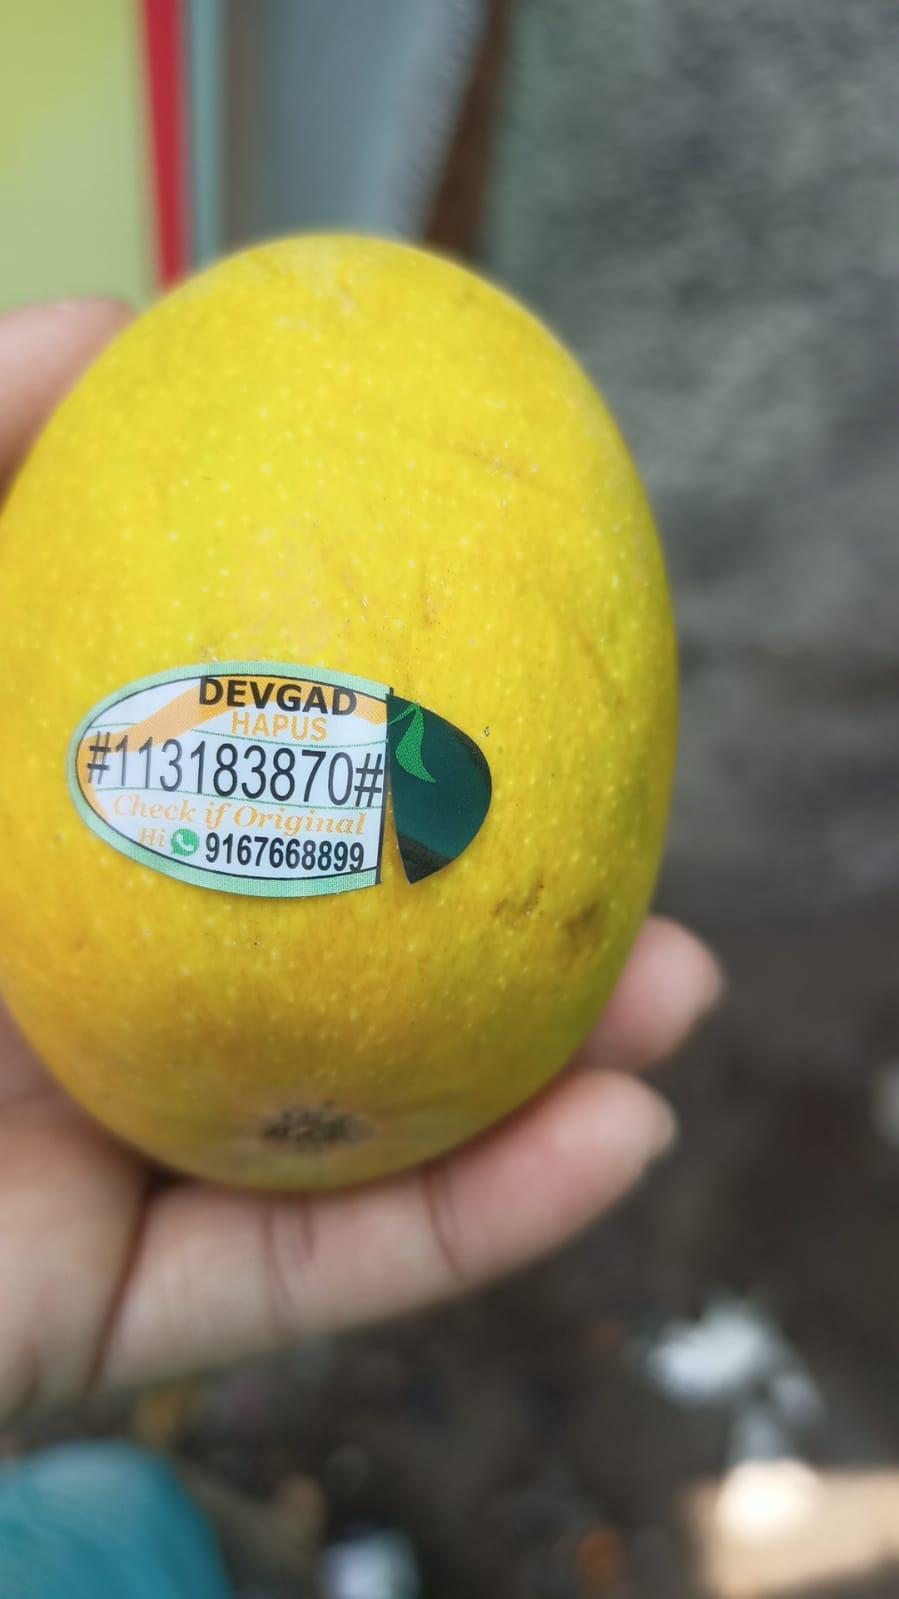 DEVGAD
HAPUS
#113183870#
Check if Original
Hi 9167668899